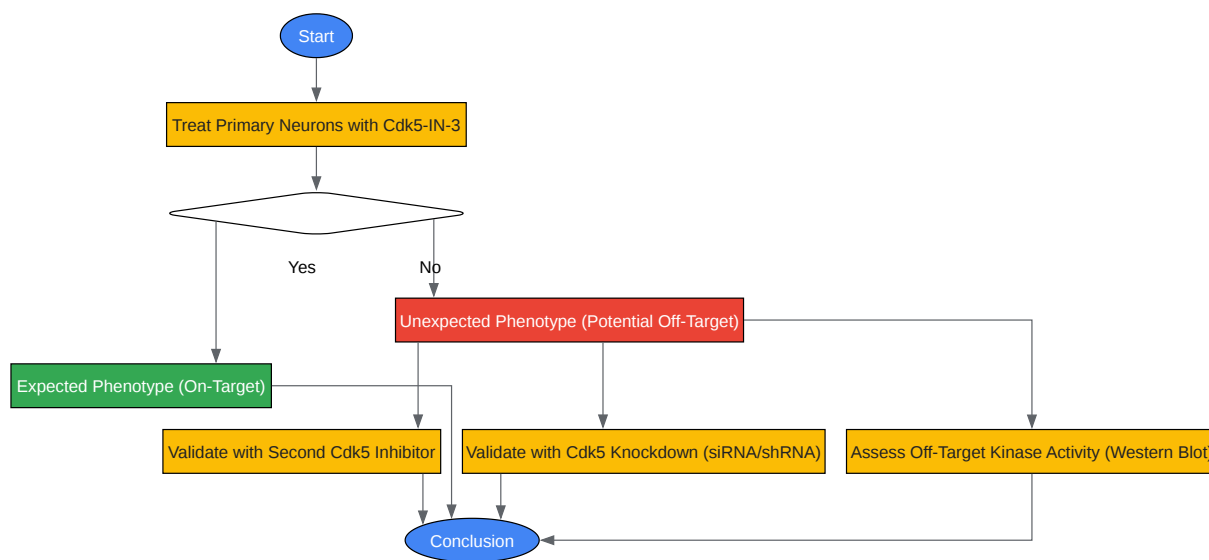 Start
Treat Primary Neurons with Cdk5-IN-3
Yes
No
Unexpected Phenotype (Potential Off-Target)
Expected Phenotype (On-Target)
Validate with Second Cdk5 Inhibitor
Validate with Cdk5 Knockdown (siRNA/shRNA)
Assess Off-Target Kinase Activity (Western Blot)
Conclusion